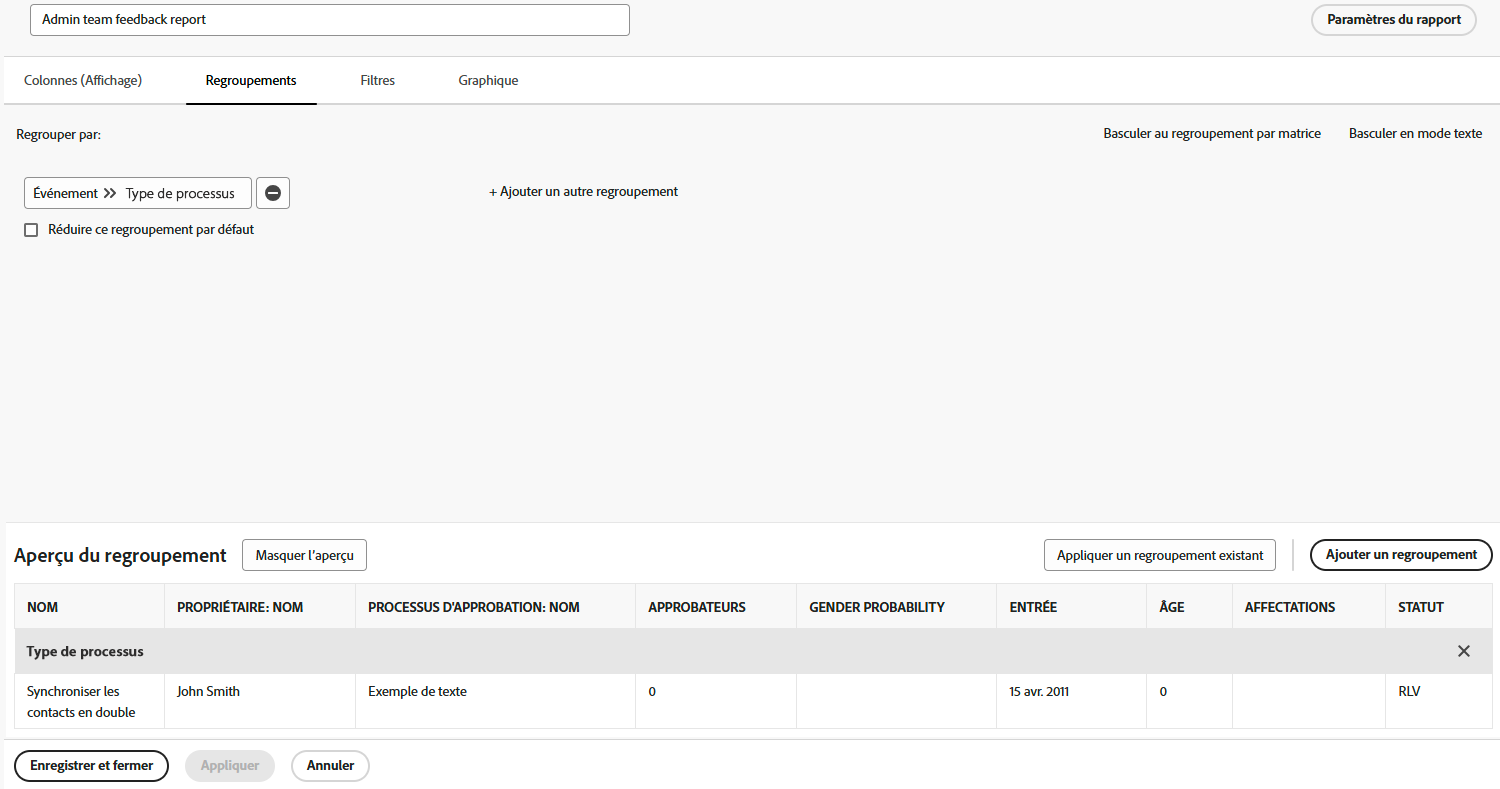 Admin team feedback report
Paramètres du rapport
Colonnes (Affichage) Regroupements Filtres Graphique
Regrouper par:
Basculer au regroupement par matrice Basculer en mode texte
Événement Type de processus
+ Ajouter un autre regroupement
Réduire ce regroupement par défaut
Aperçu du regroupement Masquer l’aperçu Appliquer un regroupement existant Ajouter un regroupement
NOM PROPRIÉTAIRE: NOM PROCESSUS D'APPROBATION: NOM APPROBATEURS GENDER PROBABILITY ENTRÉE ÂGE AFFECTATIONS STATUT
Type de processus
Synchroniser les John Smith Exemple de texte 0 15 avr. 2011 0 RLV
contacts en double
Enregistrer et fermer Appliquer Annuler